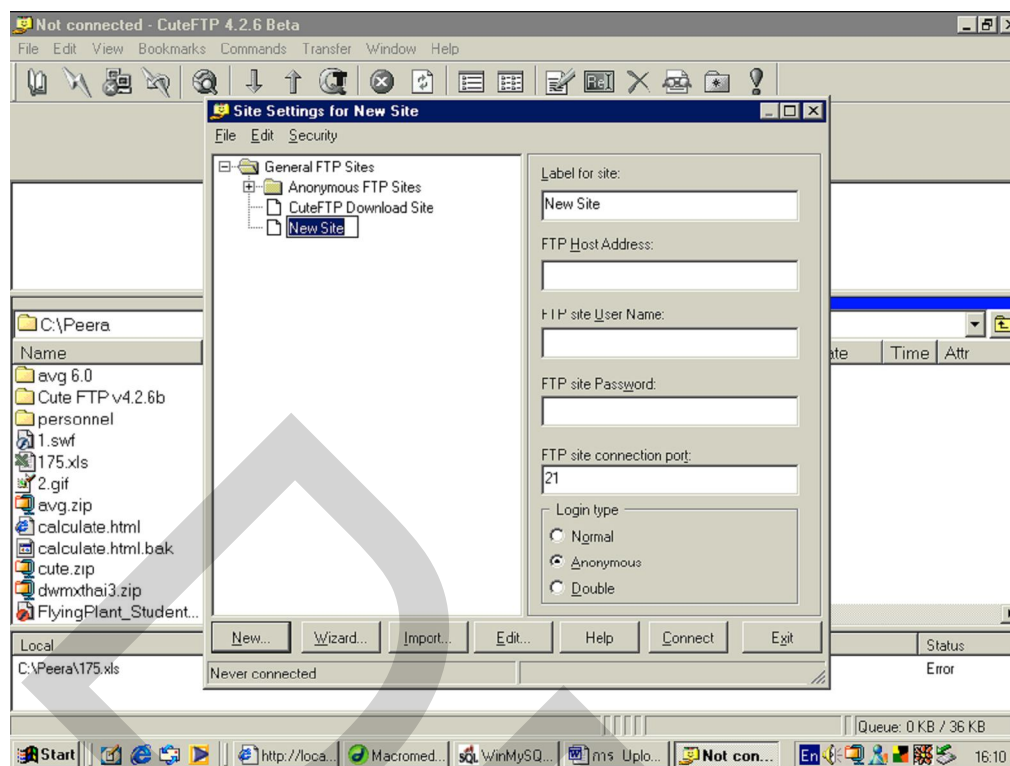 Not connected - CuteFTP 4.2.6 Beta
File Edit View Bookmarks Commands Transfer Window Help
Site Settings for New Site
File Edit Security
General FTP Sites
Anonymous FTP Sites
CuteFTP Download Site
New Site
Label for site:
New Site
FTP Host Address:
FTP site User Name:
FTP site Password:
FTP site connection port:
21
Login type
Normal
Anonymous
Double
New... Wizard... Import... Edit... Help Connect Exit
Never connected
C:\Peera
Name
Time Attr
avg 6.0
Cute FTP v4.2.6b
personnel
1.swf
175.xls
2.gif
avg.zip
calculate.html
calculate.html.bak
cute.zip
dwmxthai3.zip
FlyingPlant_Student...
Local Status
C:\Peera\175.xls Error
Queue: 0 KB / 36 KB
Start http://loca... Macromed... WinMySQ... การ Uplo... Not con... En 16:10